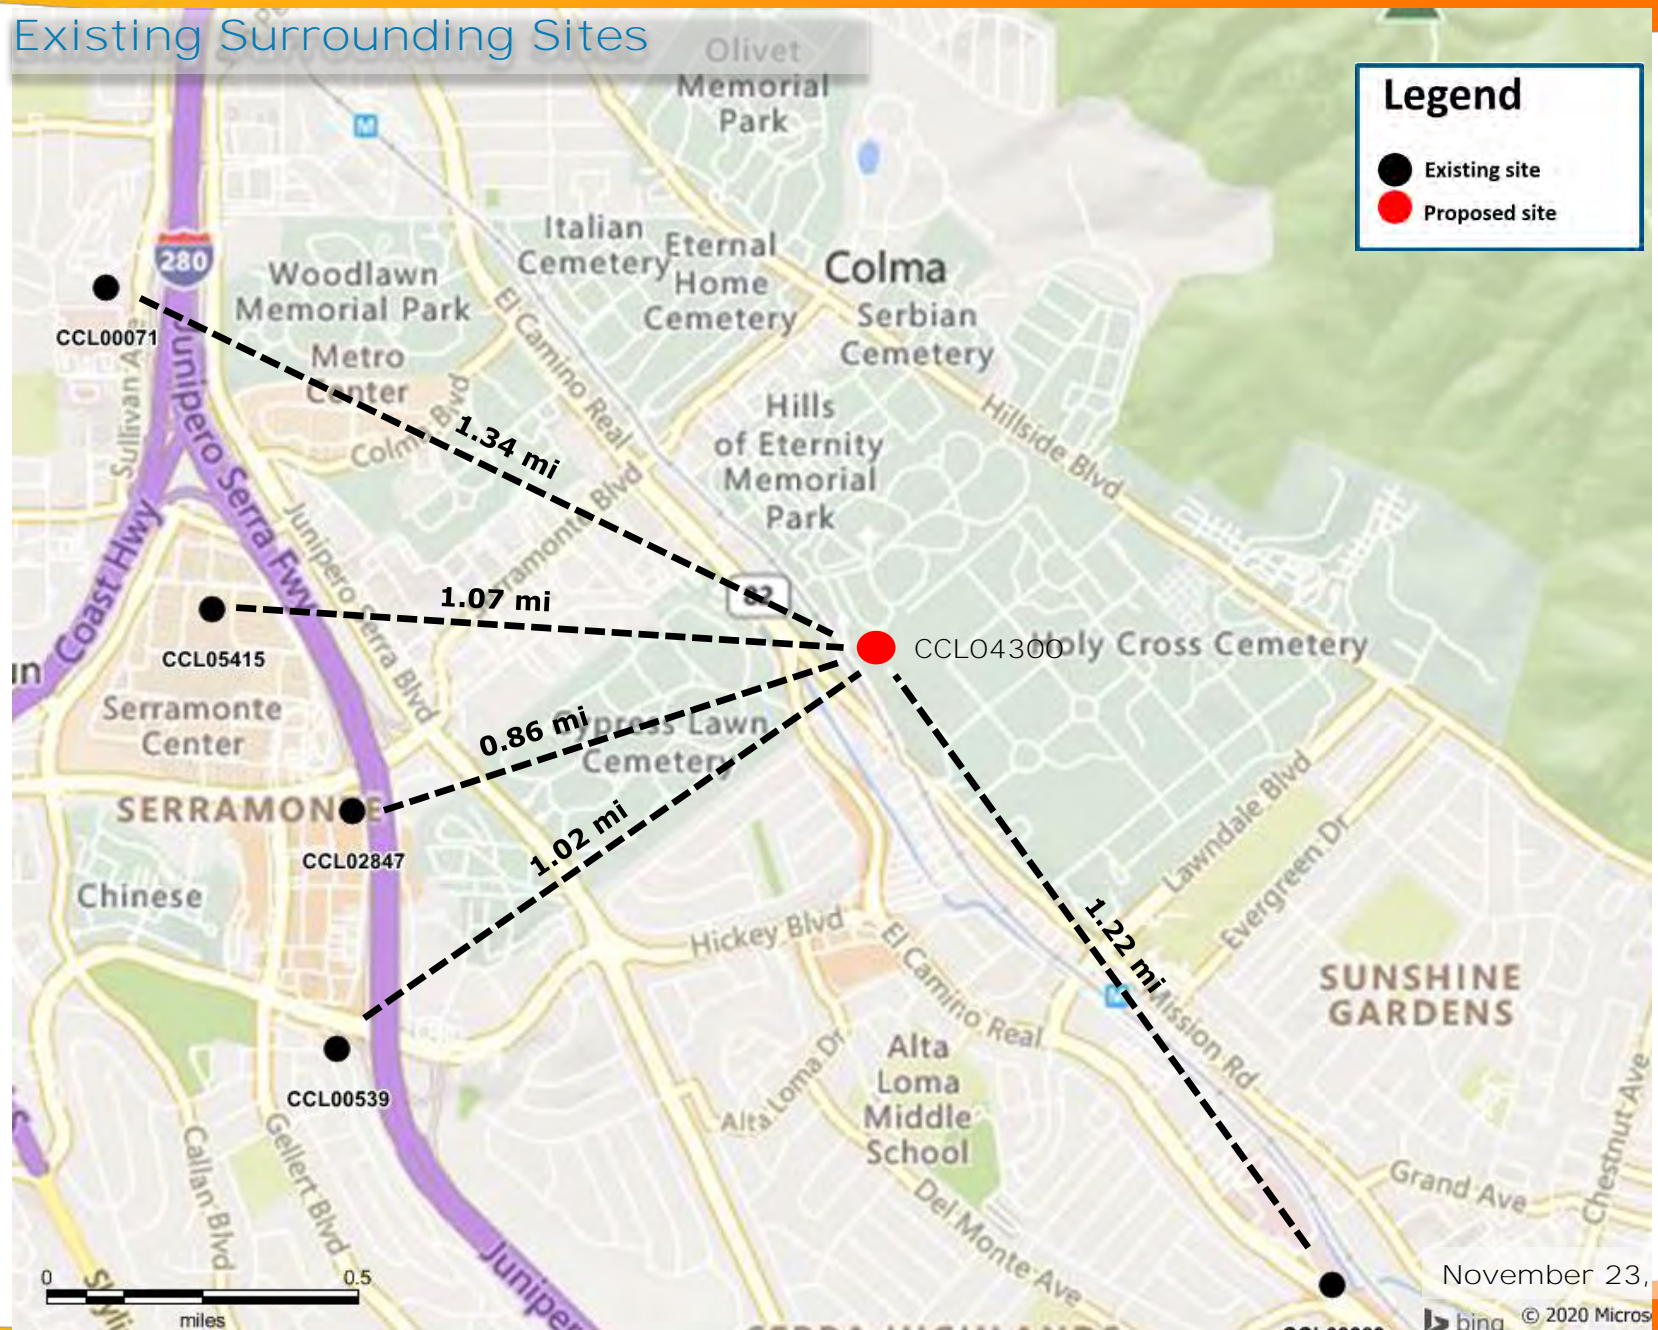 Existing Surrounding Sites
Olivet
Memorial
Park
Legend
Existing site
Proposed site
M
280
Italian
Cemetery
Eternal
Home
Cemetery
Colma
Woodlawn
Memorial Park
Serbian
Cemetery
CCL00071
Metro
Center
El Camino Real
Junipero Serra Fwy
Colma Blvd
1.34 mi
Hills
of Eternity
Memorial
Park
Hillside Blvd
Serramonte Blvd
Junipero Serra Blvd
Coast Hwy
82
1.07 mi
CCL05415
CCL04300
Holy Cross Cemetery
Serramonte
Center
0.86 mi
Cypress Lawn
Cemetery
SERRAMONTE
CCL02847
1.02 mi
Lawndale Blvd
Evergreen Dr
Chinese
Hickey Blvd
El Camino Real
1.22 mi
M
SUNSHINE
GARDENS
Mission Rd
Alta
Loma
Middle
School
Alta Loma Dr
CCL00539
Callan Blvd
Gellert Blvd
Grand Ave
Chestnut Ave
Del Monte Ave
0 0.5
miles
November 23,
bing © 2020 Micros